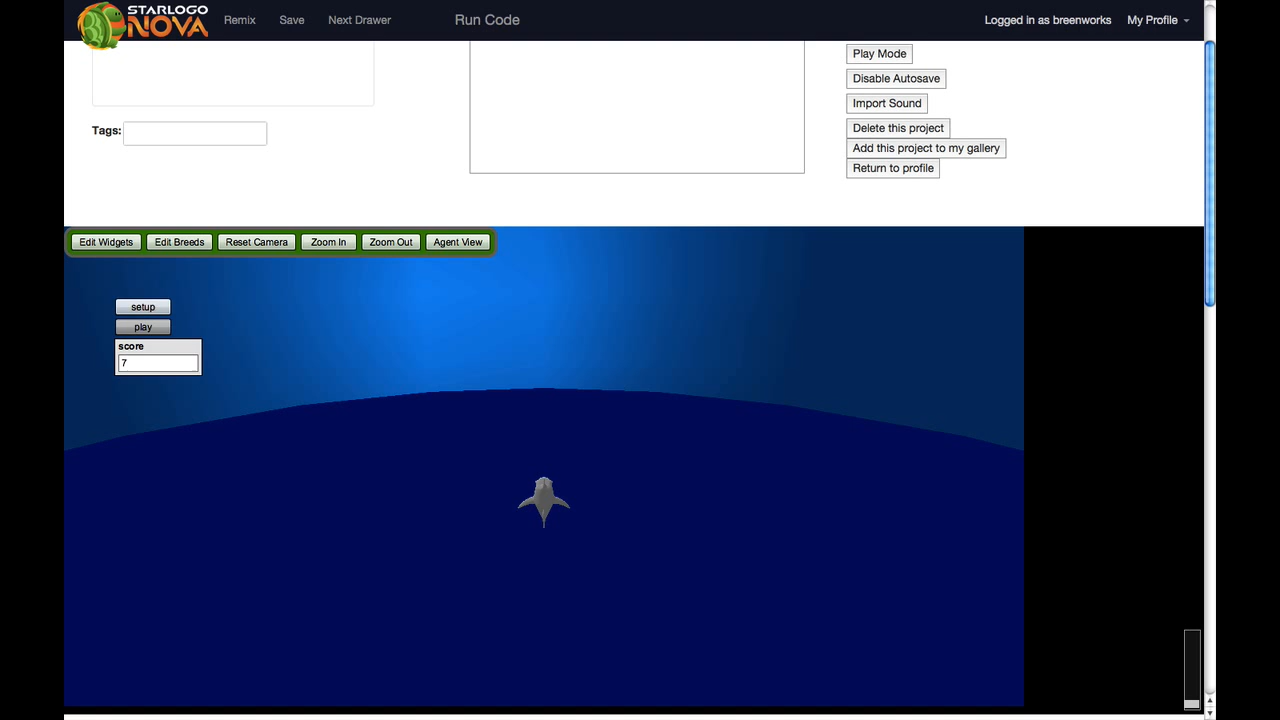 STARLOGO
NOVA
Remix Save Next Drawer Run Code Logged in as breenworks My Profile
Play Mode
Disable Autosave
Import Sound
Tags:
Delete this project
Add this project to my gallery
Return to profile
Edit Widgets Edit Breeds Reset Camera Zoom In Zoom Out Agent View
setup
play
score
7